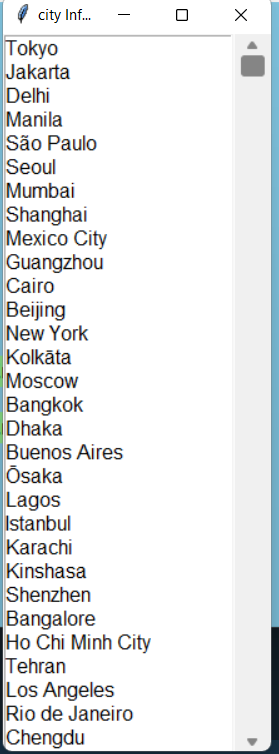 city Inf...
Tokyo
Jakarta
Delhi
Manila
São Paulo
Seoul
Mumbai
Shanghai
Mexico City
Guangzhou
Cairo
Beijing
New York
Kolkāta
Moscow
Bangkok
Dhaka
Buenos Aires
Ōsaka
Lagos
Istanbul
Karachi
Kinshasa
Shenzhen
Bangalore
Ho Chi Minh City
Tehran
Los Angeles
Rio de Janeiro
Chengdu